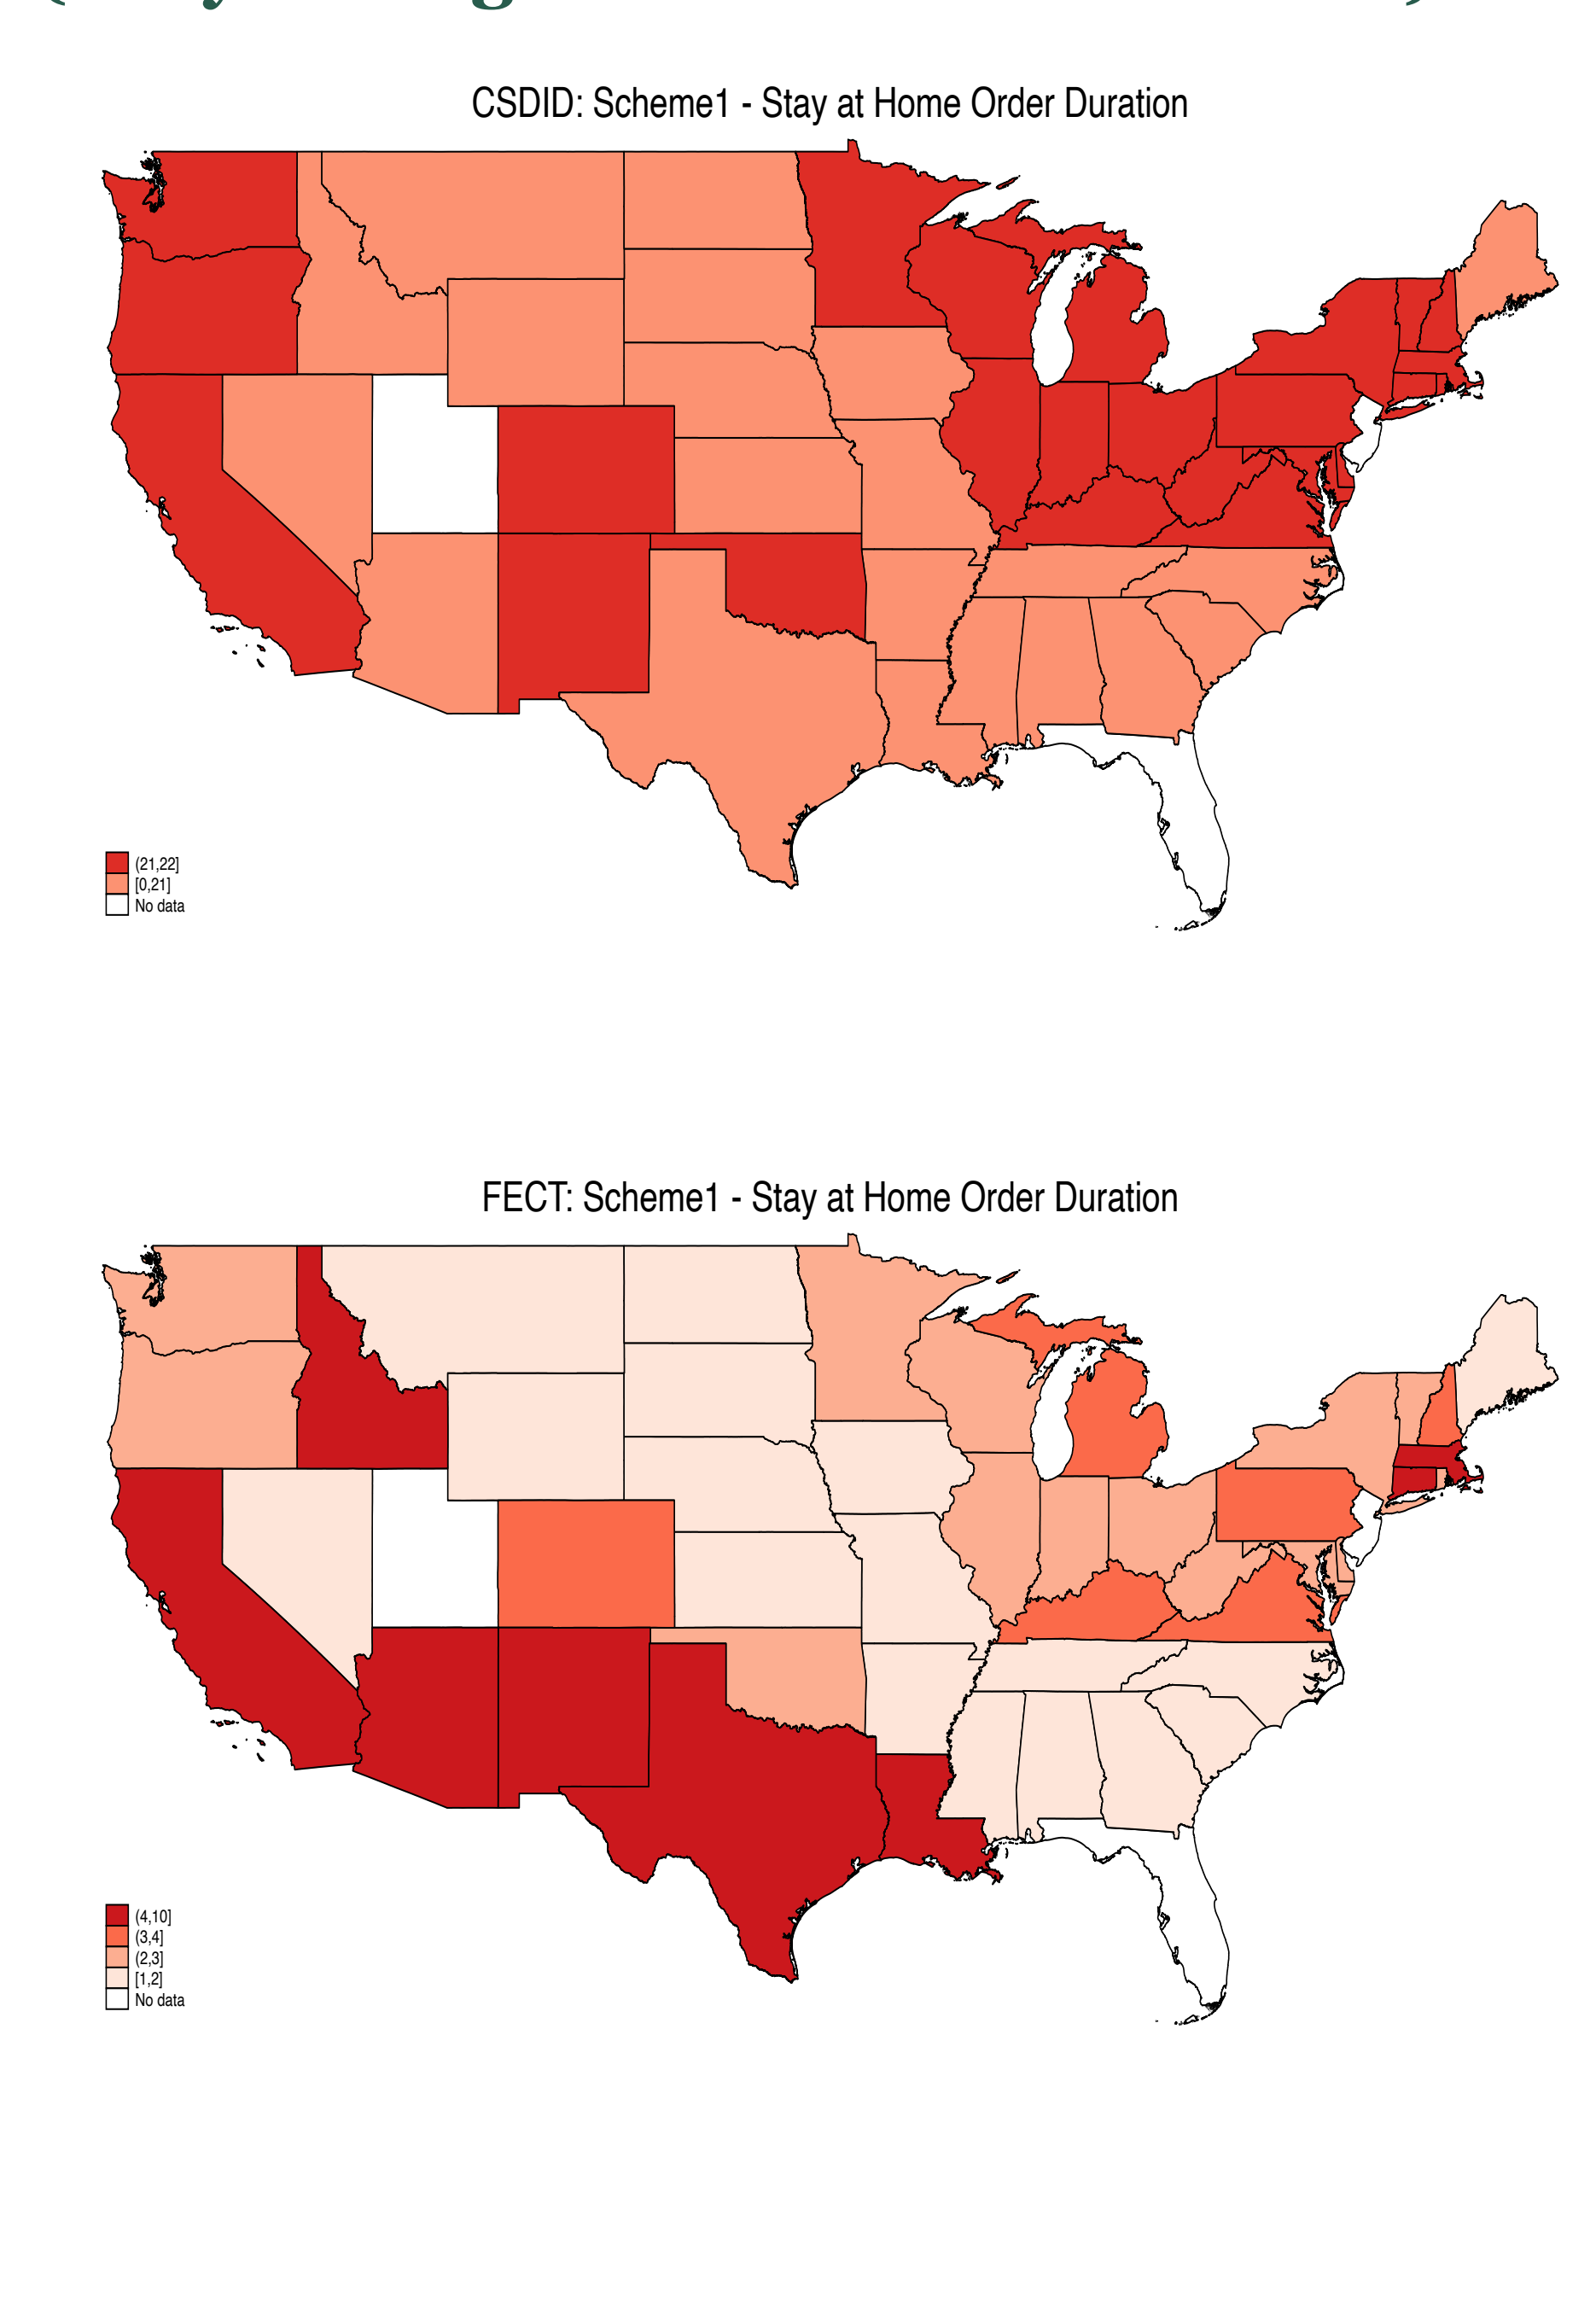 CSDID: Scheme1 - Stay at Home Order Duration
(21,22]
[0,21]
No data
FECT: Scheme1 - Stay at Home Order Duration
(4,10]
(3,4]
(2,3]
[1,2]
No data